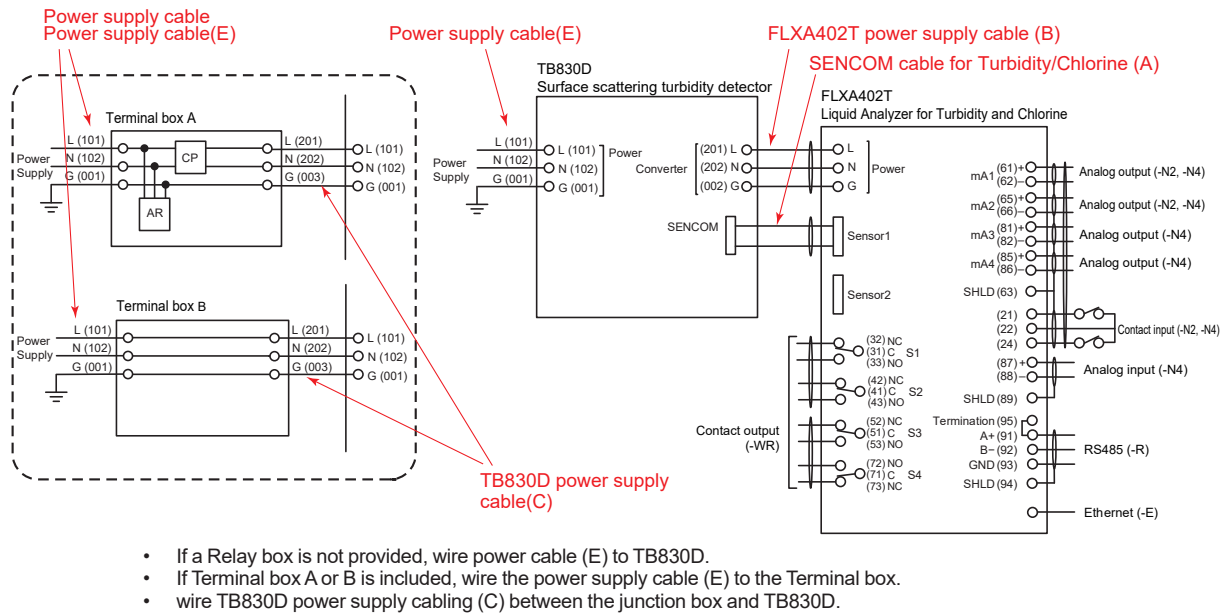 Power supply cable
Power supply cable(E)
Terminal box A
L (101)
N (102)
G (001)
Power
Supply
CP
AR
L (201)
N (202)
G (003)
L (101)
N (102)
G (001)
Terminal box B
L (101)
N (102)
G (001)
Power
Supply
L (201)
N (202)
G (003)
L (101)
N (102)
G (001)
TB830D power supply
cable(C)
Power supply cable(E)
TB830D
Surface scattering turbidity detector
L (101)
N (102)
G (001)
Power
Supply
L (101)
N (102)
G (001)
Power
Converter
(201) L
(202) N
(002) G
SENCOM
FLXA402T power supply cable (B)
SENCOM cable for Turbidity/Chlorine (A)
FLXA402T
Liquid Analyzer for Turbidity and Chlorine
L
N
G
Power
Sensor1
Sensor2
Contact output
(-WR)
(32) NC
(31) C S1
(33) NO
(42) NC
(41) C S2
(43) NO
(52) NC
(51) C S3
(53) NO
(72) NO
(71) C S4
(73) NC
mA1 (61)+
(62)−
Analog output (-N2, -N4)
mA2 (65)+
(66)−
Analog output (-N2, -N4)
mA3 (81)+
(82)−
Analog output (-N4)
mA4 (85)+
(86)−
Analog output (-N4)
SHLD (63)
(21)
(22)
(24)
Contact input (-N2, -N4)
(87)+
(88)−
Analog input (-N4)
SHLD (89)
Termination (95)
A+ (91)
B− (92)
GND (93)
SHLD (94)
RS485 (-R)
Ethernet (-E)
• If a Relay box is not provided, wire power cable (E) to TB830D.
• If Terminal box A or B is included, wire the power supply cable (E) to the Terminal box.
• wire TB830D power supply cabling (C) between the junction box and TB830D.